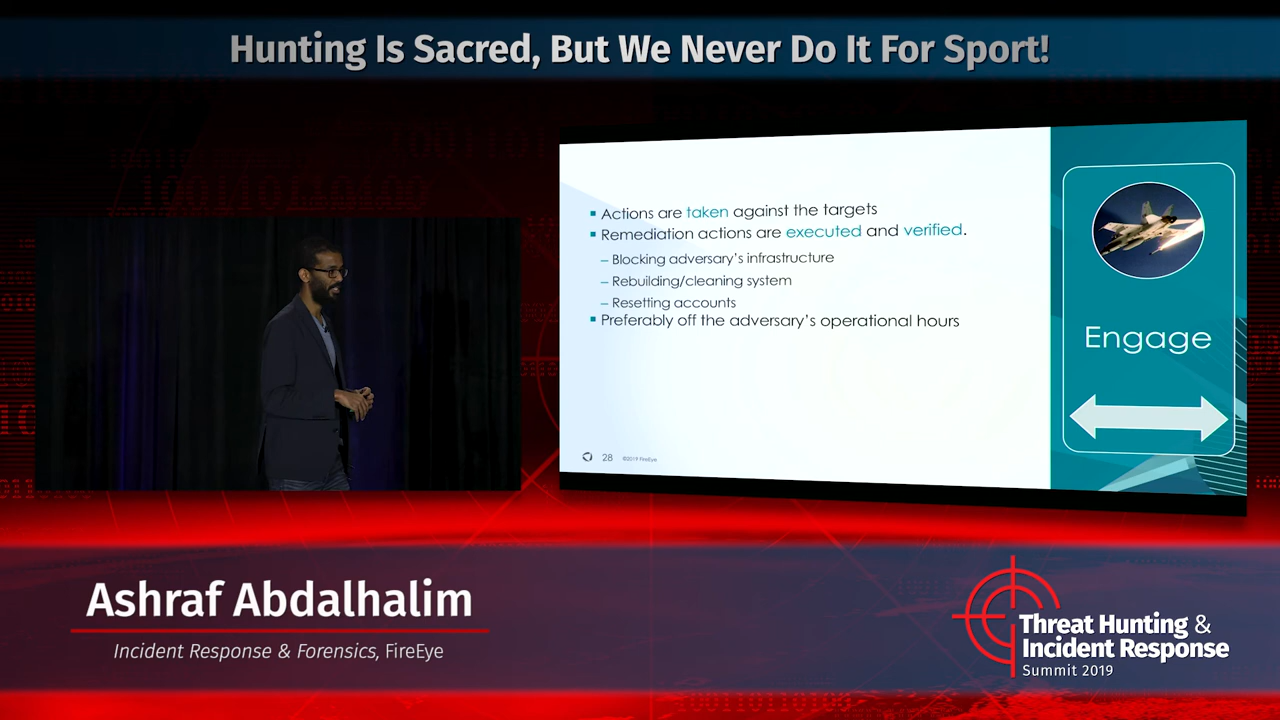 Hunting Is Sacred, But We Never Do It For Sport!
▪ Actions are taken against the targets
▪ Remediation actions are executed and verified.
– Blocking adversary's infrastructure
– Rebuilding/cleaning system
– Resetting accounts
▪ Preferably off the adversary's operational hours
28 ©2019 FireEye
Engage
Ashraf Abdalhalim
Incident Response & Forensics, FireEye
Threat Hunting &
Incident Response
Summit 2019